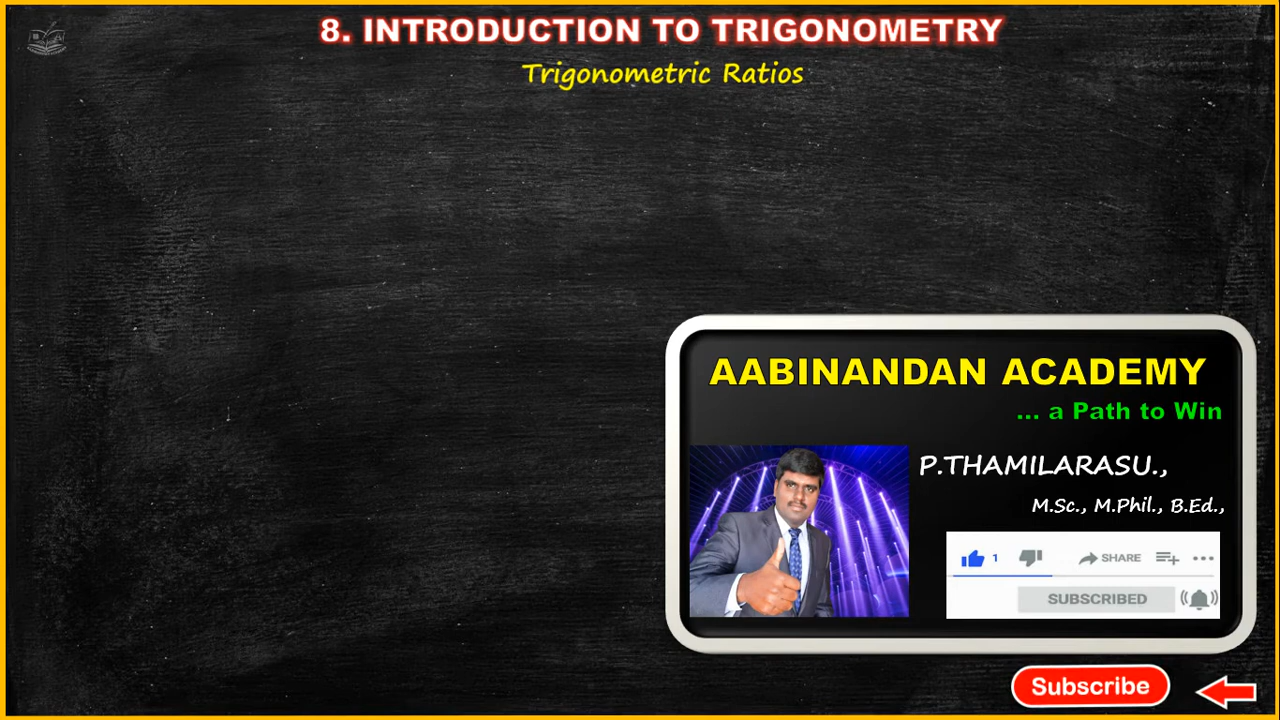 8. INTRODUCTION TO TRIGONOMETRY
Trigonometric Ratios
AABINANDAN ACADEMY
... a Path to Win
P.THAMILARASU.,
M.Sc., M.Phil., B.Ed.,
1 SHARE
SUBSCRIBED
Subscribe